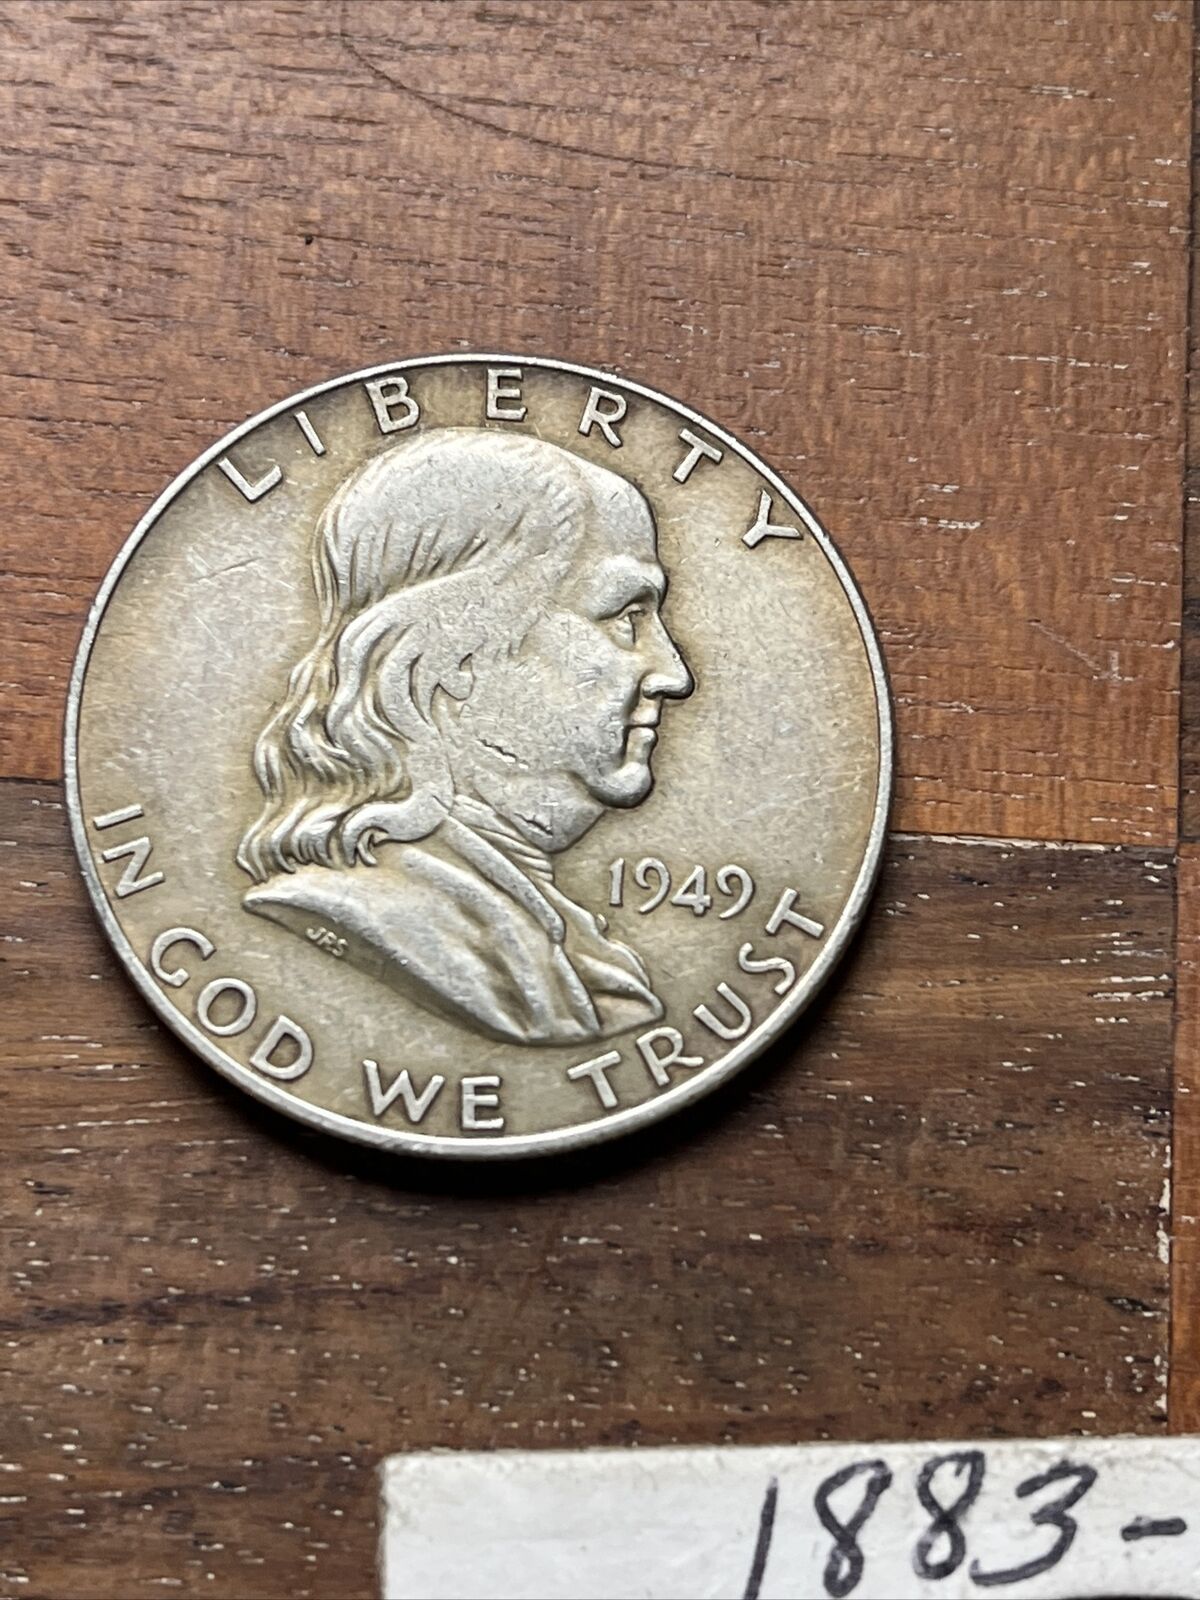 LIBERTY
1949
JRS
IN GOD WE TRUST
1883-